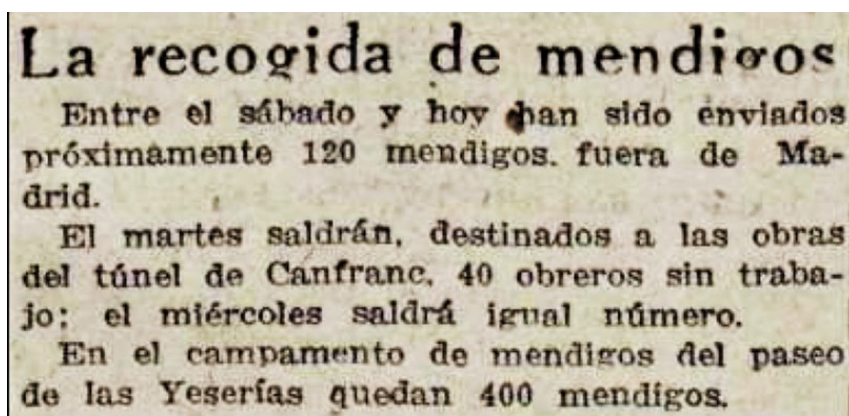 La recogida de mendigos
Entre el sábado y hoy han sido enviados
próximamente 120 mendigos. fuera de Ma-
drid.
El martes saldrán, destinados a las obras
del túnel de Canfranc, 40 obreros sin traba-
jo; el miércoles saldrá igual número.
En el campamento de mendigos del paseo
de las Yeserías quedan 400 mendigos.